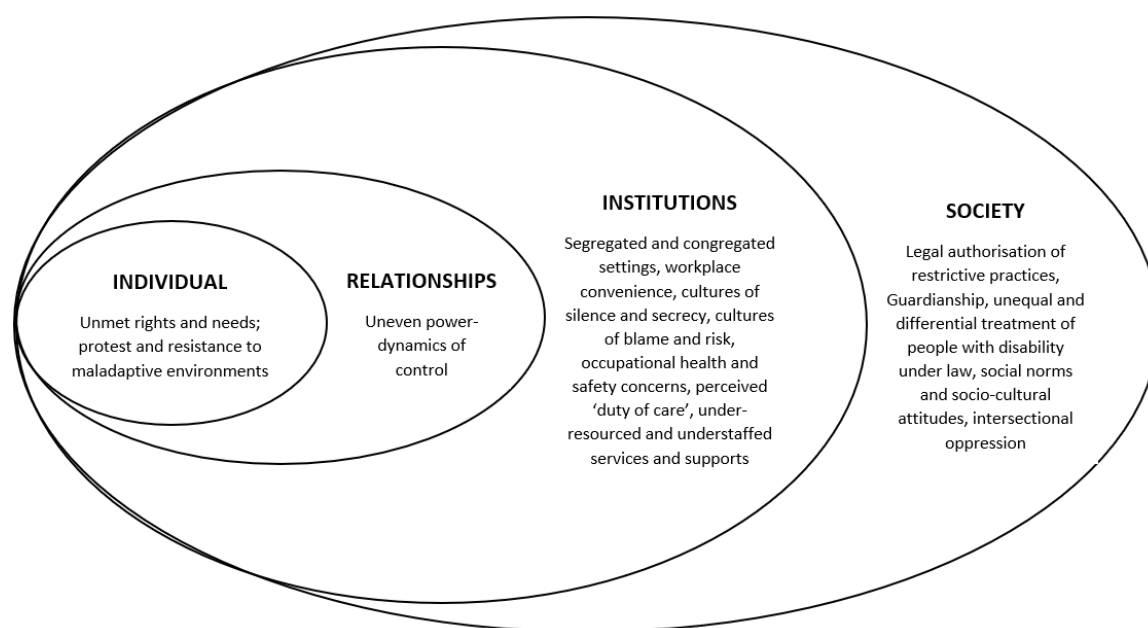 INDIVIDUAL
Unmet rights and needs;
protest and resistance to
maladaptive environments
RELATIONSHIPS
Uneven power-
dynamics of
control
INSTITUTIONS
Segregated and congregated
settings, workplace
convenience, cultures of
silence and secrecy, cultures
of blame and risk,
occupational health and
safety concerns, perceived
‘duty of care’, under-
resourced and understaffed
services and supports
SOCIETY
Legal authorisation of
restrictive practices,
Guardianship, unequal and
differential treatment of
people with disability
under law, social norms
and socio-cultural
attitudes, intersectional
oppression